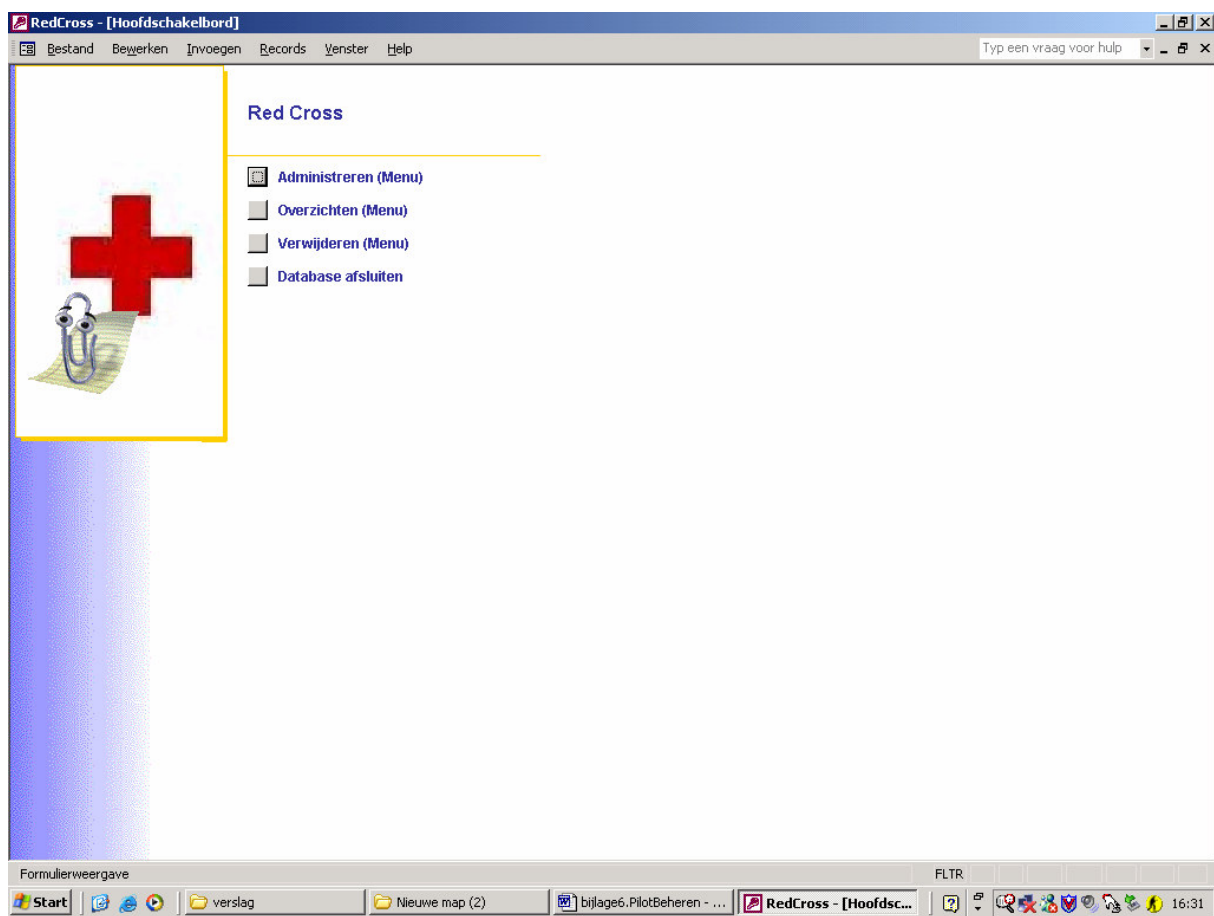 RedCross - [Hoofdschakelbord]
Bestand Bewerken Invoegen Records Venster Help Typ een vraag voor hulp
Red Cross
Administreren (Menu)
Overzichten (Menu)
Verwijderen (Menu)
Database afsluiten
Formulierweergave FLTR
Start verslag Nieuwe map (2) bijlage6.PilotBeheren - ... RedCross - [Hoofdsc... 16:31